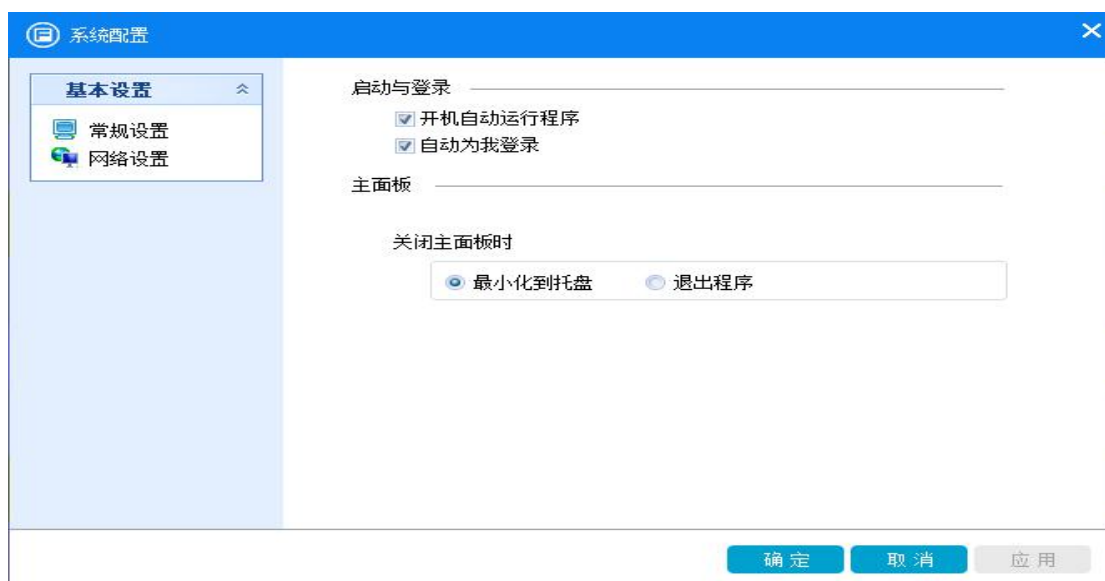 系统配置
基本设置
常规设置
网络设置
启动与登录
开机自动运行程序
自动为我登录
主面板
关闭主面板时
最小化到托盘 退出程序
确定 取消 应用